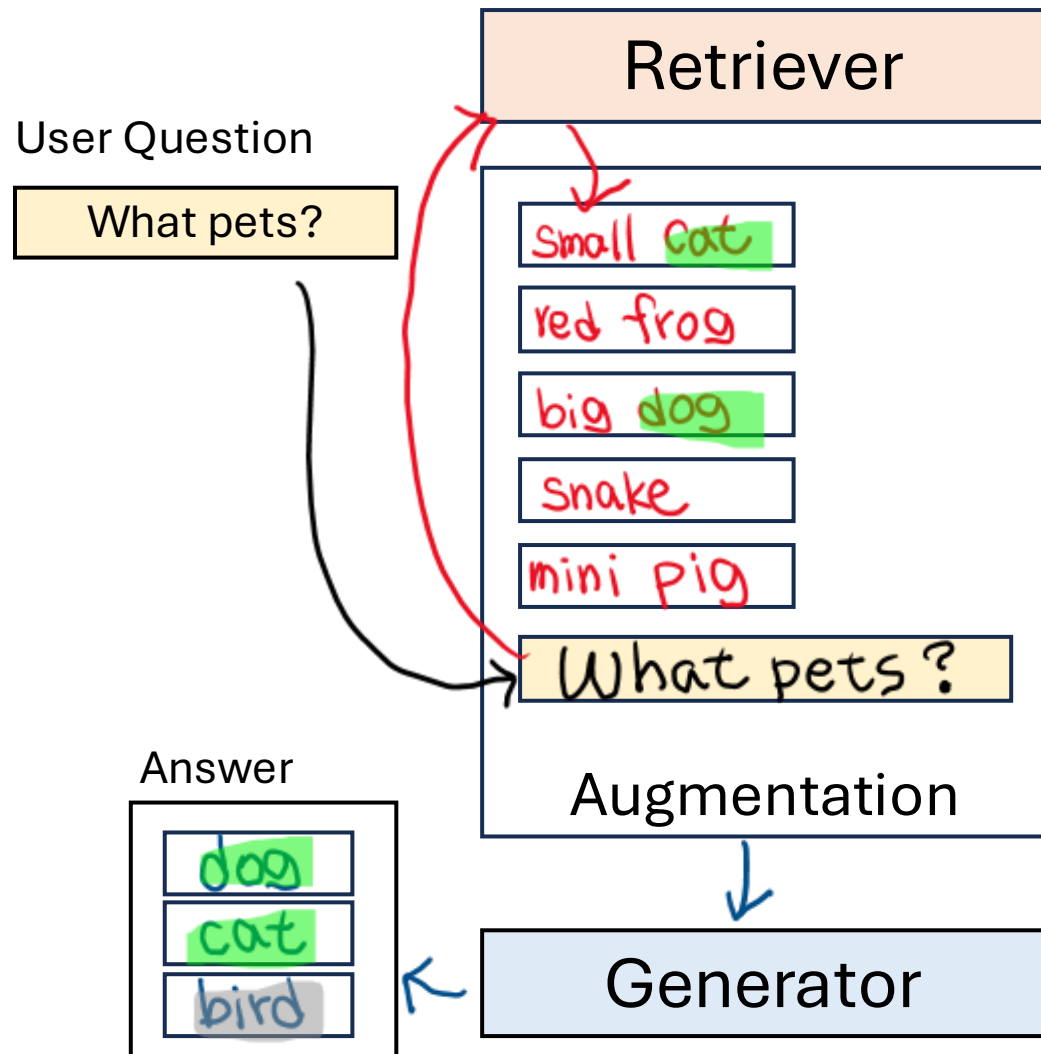 Retriever
User Question
What pets?
small cat
red frog
big dog
snake
mini pig
What pets?
Augmentation
Answer
dog
cat
bird
Generator